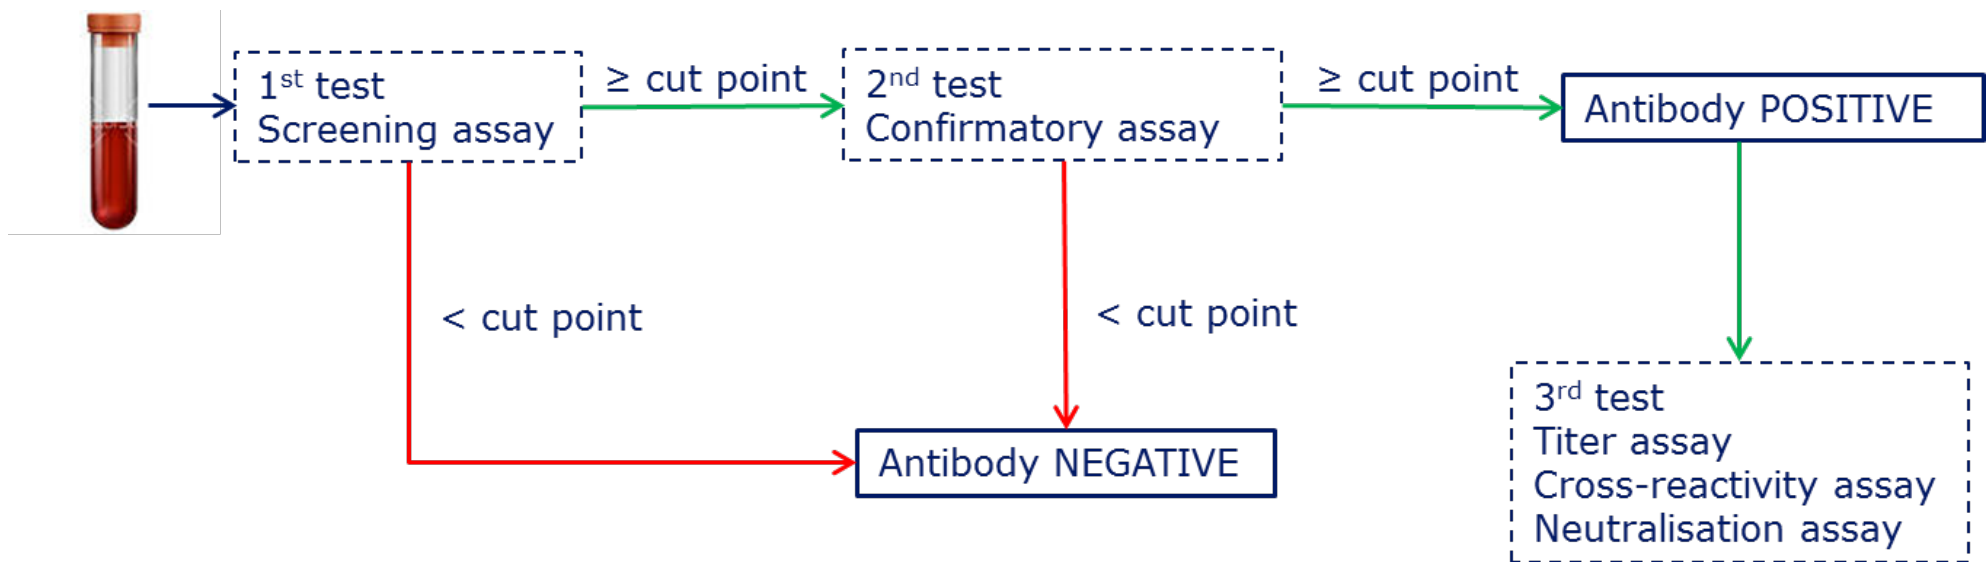 1st test
Screening assay
≥ cut point
2nd test
Confirmatory assay
≥ cut point
Antibody POSITIVE
< cut point
< cut point
Antibody NEGATIVE
3rd test
Titer assay
Cross-reactivity assay
Neutralisation assay